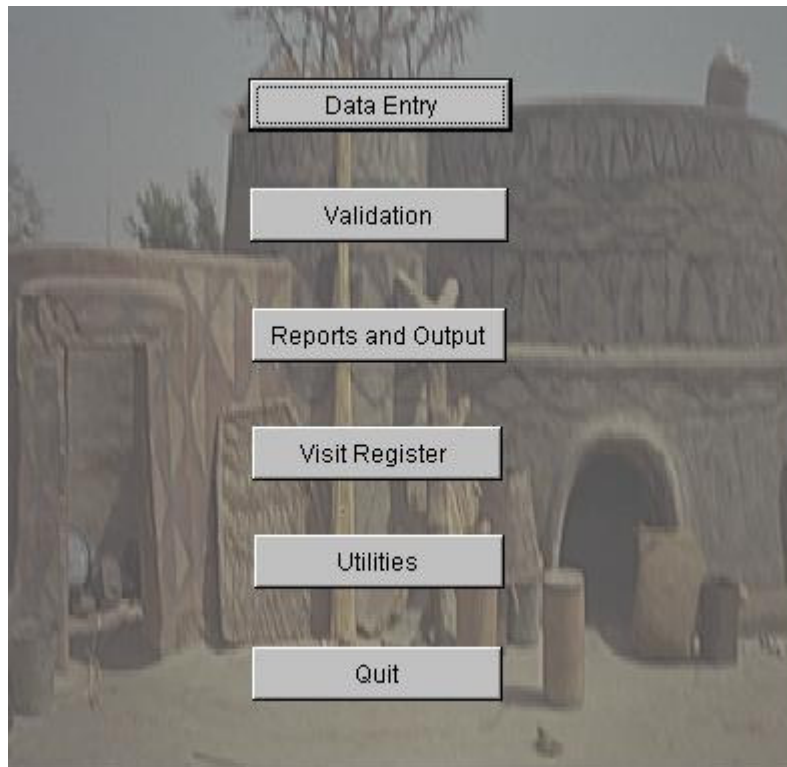 Data Entry
Validation
Reports and Output
Visit Register
Utilities
Quit